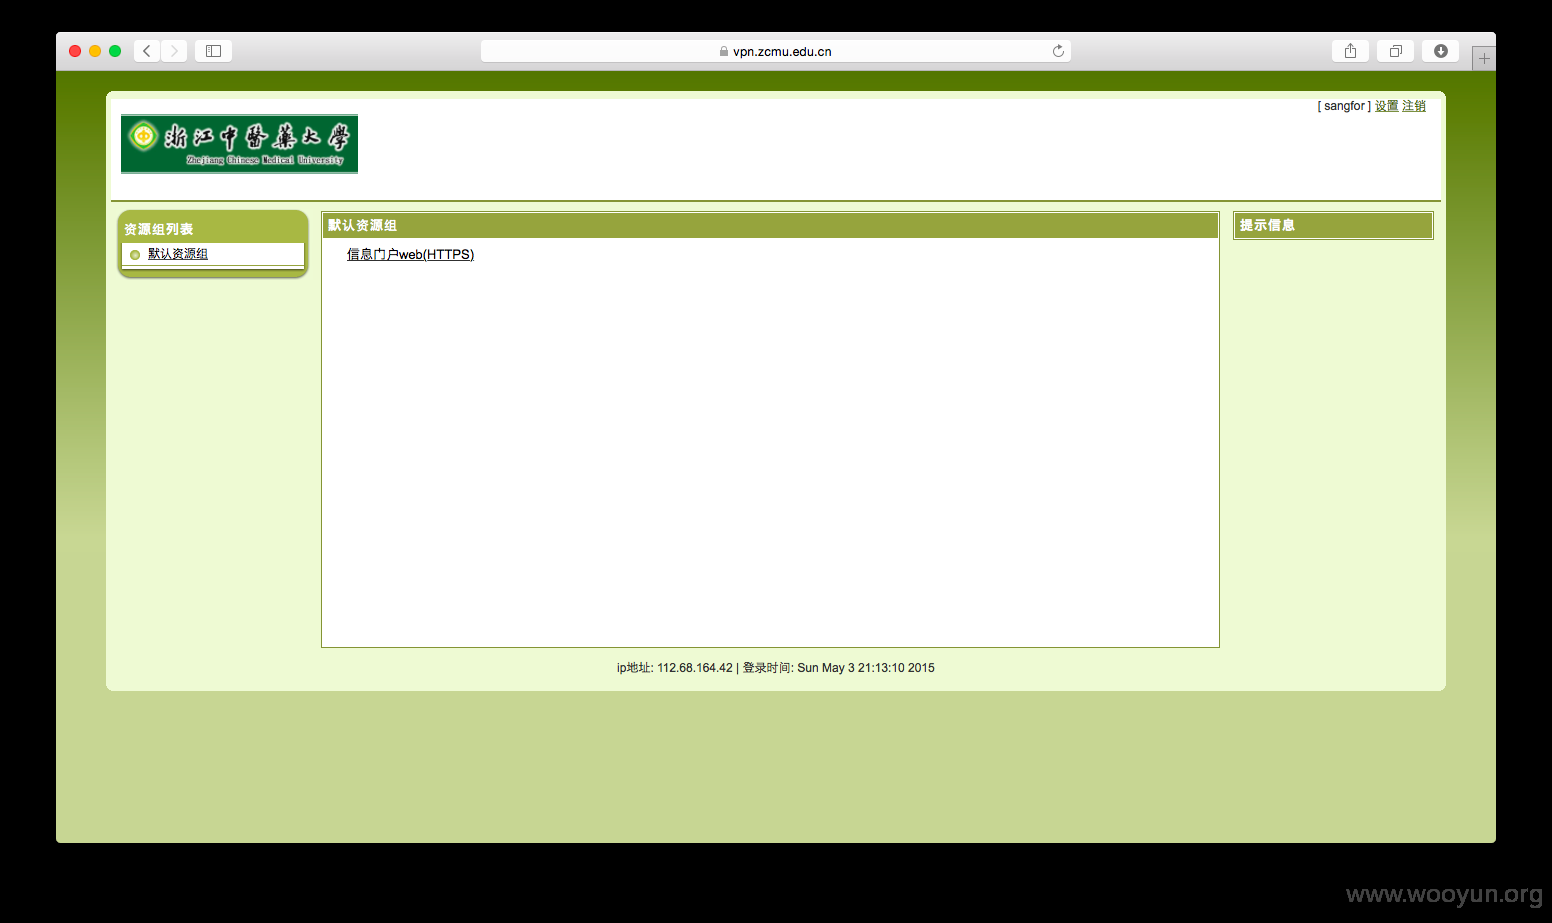 vpn.zcmu.edu.cn
[ sangfor ] 设置 注销
浙江中醫藥大學
Zhejiang Chinese Medical University
资源组列表
默认资源组
默认资源组
信息门户web(HTTPS)
提示信息
ip地址: 112.68.164.42 | 登录时间: Sun May 3 21:13:10 2015
www.wooyun.org